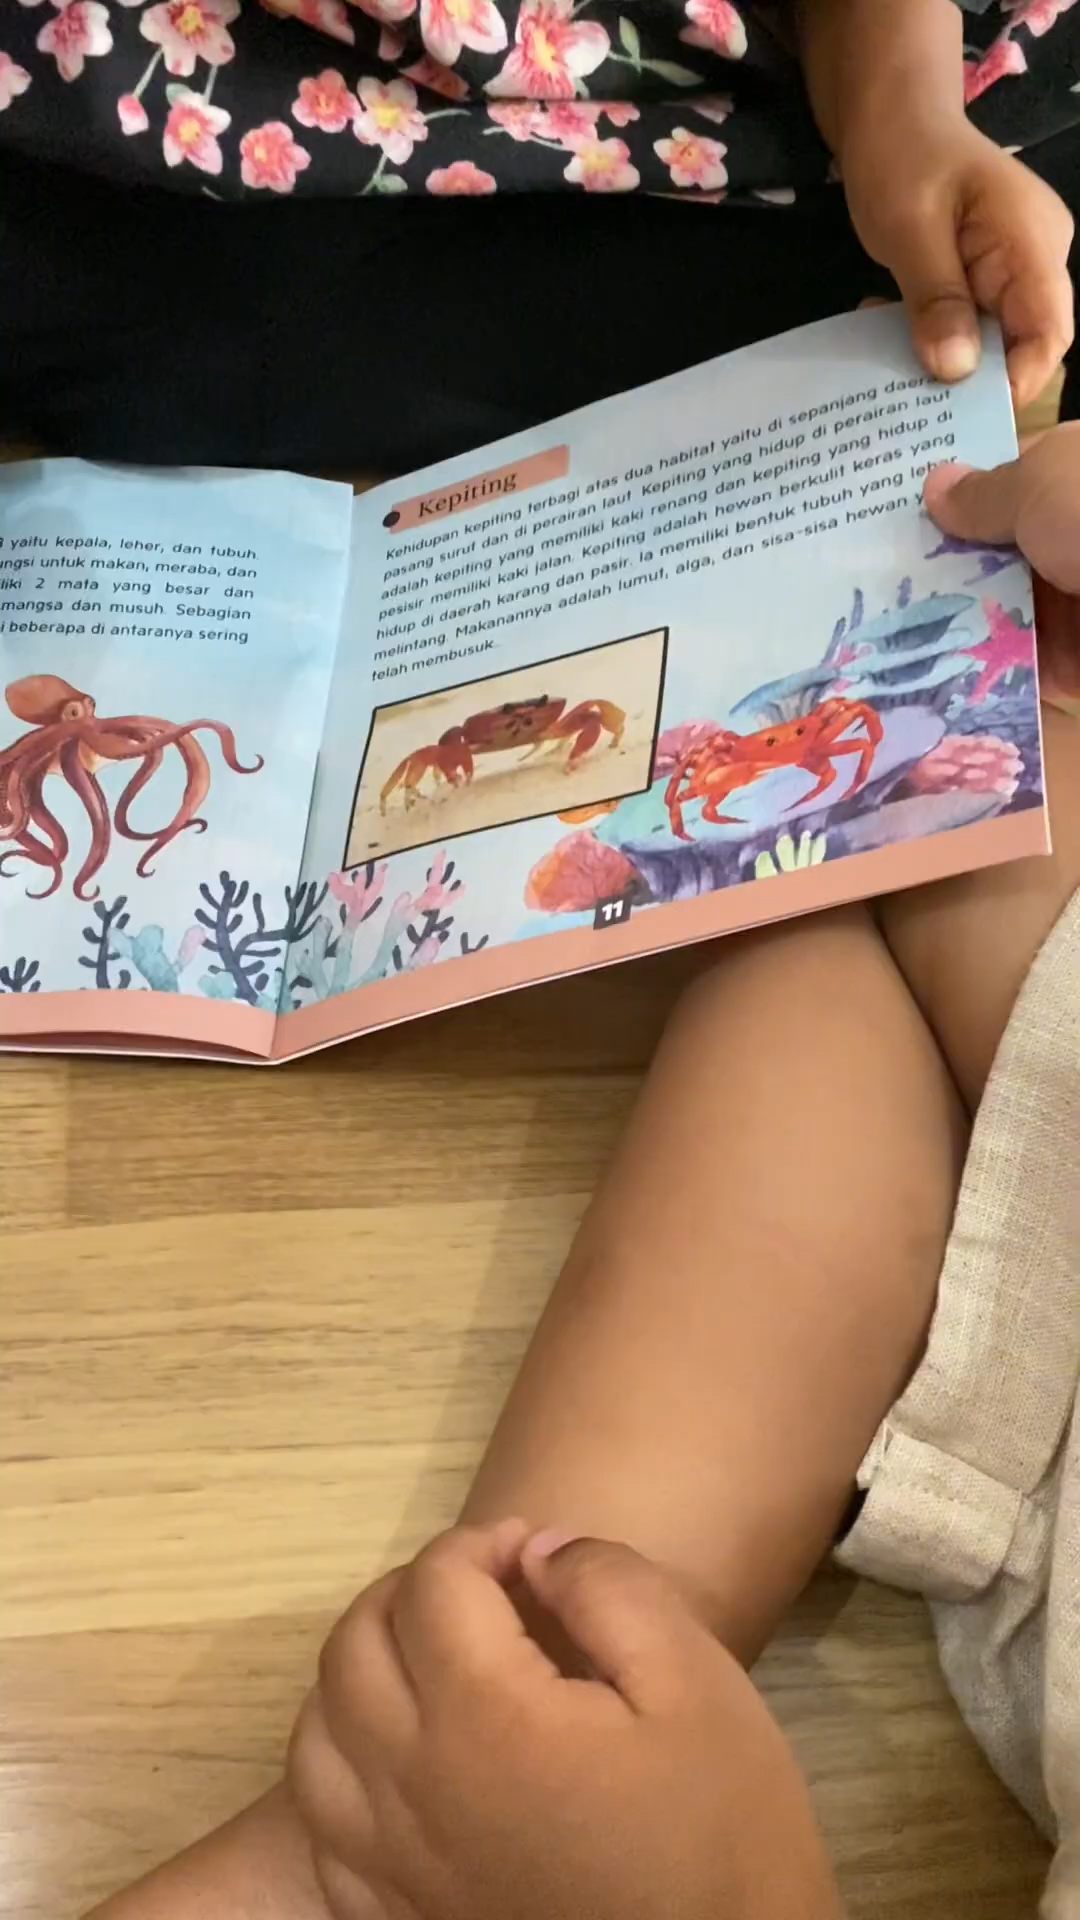 yaitu kepala, leher, dan tubuh.
untuk makan, meraba, dan
2 mata yang besar dan
mangsa dan musuh. Sebagian
beberapa di antaranya sering
Kepiting
Kehidupan kepiting terbagi atas dua habitat yaitu di sepanjang
pasang surut dan di perairan laut. Kepiting yang hidup di perairan laut
adalah kepiting yang memiliki kaki renang dan kepiting yang hidup di
pesisir memiliki kaki jalan. Kepiting adalah hewan berkulit keras yang
hidup di daerah karang dan pasir. Ia memiliki bentuk tubuh yang lebar
melintang. Makanannya adalah lumut, alga, dan sisa-sisa hewan
telah membusuk.
11